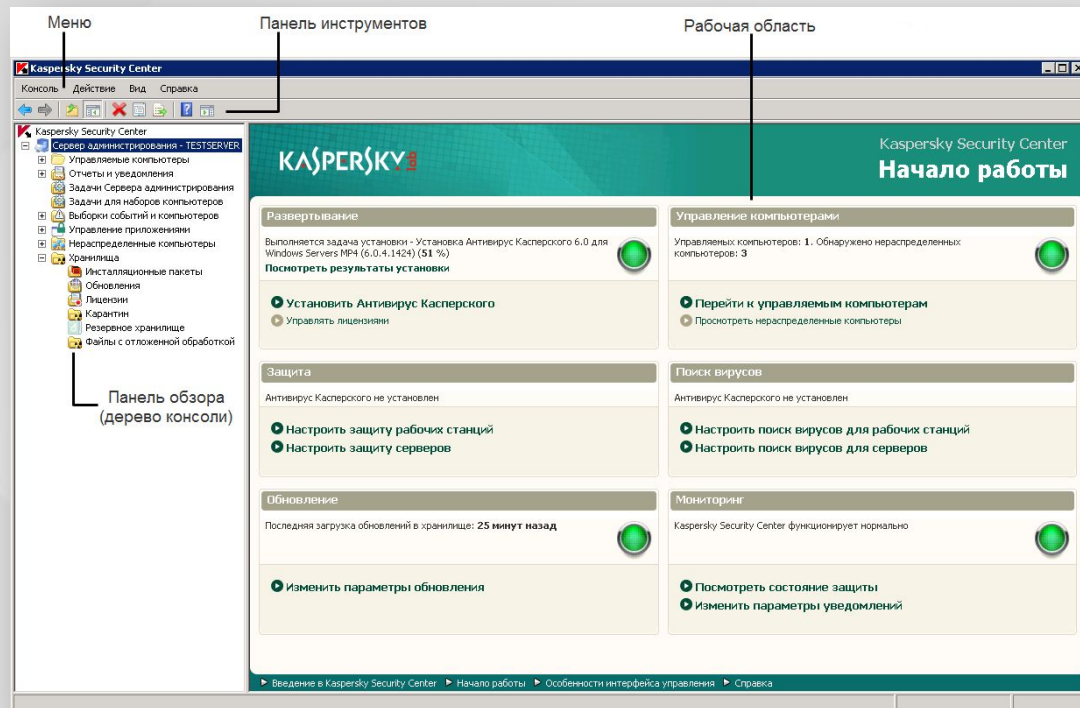 Меню
Панель инструментов
Рабочая область
Kaspersky Security Center
Консоль Действие Вид Справка
Kaspersky Security Center
Сервер администрирования - TESTSERVER
Управляемые компьютеры
Отчеты и уведомления
Задачи Сервера администрирования
Задачи для наборов компьютеров
Выборки событий и компьютеров
Управление приложениями
Нераспределенные компьютеры
Хранилища
Инсталляционные пакеты
Обновления
Лицензии
Карантин
Резервное хранилище
Файлы с отложенной обработкой
Панель обзора
(дерево консоли)
KASPERSKY lab
Kaspersky Security Center
Начало работы
Развертывание
Выполняется задача установки - Установка Антивирус Касперского 6.0 для
Windows Servers MP4 (6.0.4.1424) (51 %)
Посмотреть результаты установки
Установить Антивирус Касперского
Управлять лицензиями
Управление компьютерами
Управляемых компьютеров: 1. Обнаружено нераспределенных
компьютеров: 3
Перейти к управляемым компьютерам
Просмотреть нераспределенные компьютеры
Защита
Антивирус Касперского не установлен
Настроить защиту рабочих станций
Настроить защиту серверов
Поиск вирусов
Антивирус Касперского не установлен
Настроить поиск вирусов для рабочих станций
Настроить поиск вирусов для серверов
Обновление
Последняя загрузка обновлений в хранилище: 25 минут назад
Изменить параметры обновления
Мониторинг
Kaspersky Security Center функционирует нормально
Посмотреть состояние защиты
Изменить параметры уведомлений
Введение в Kaspersky Security Center Начало работы Особенности интерфейса управления Справка